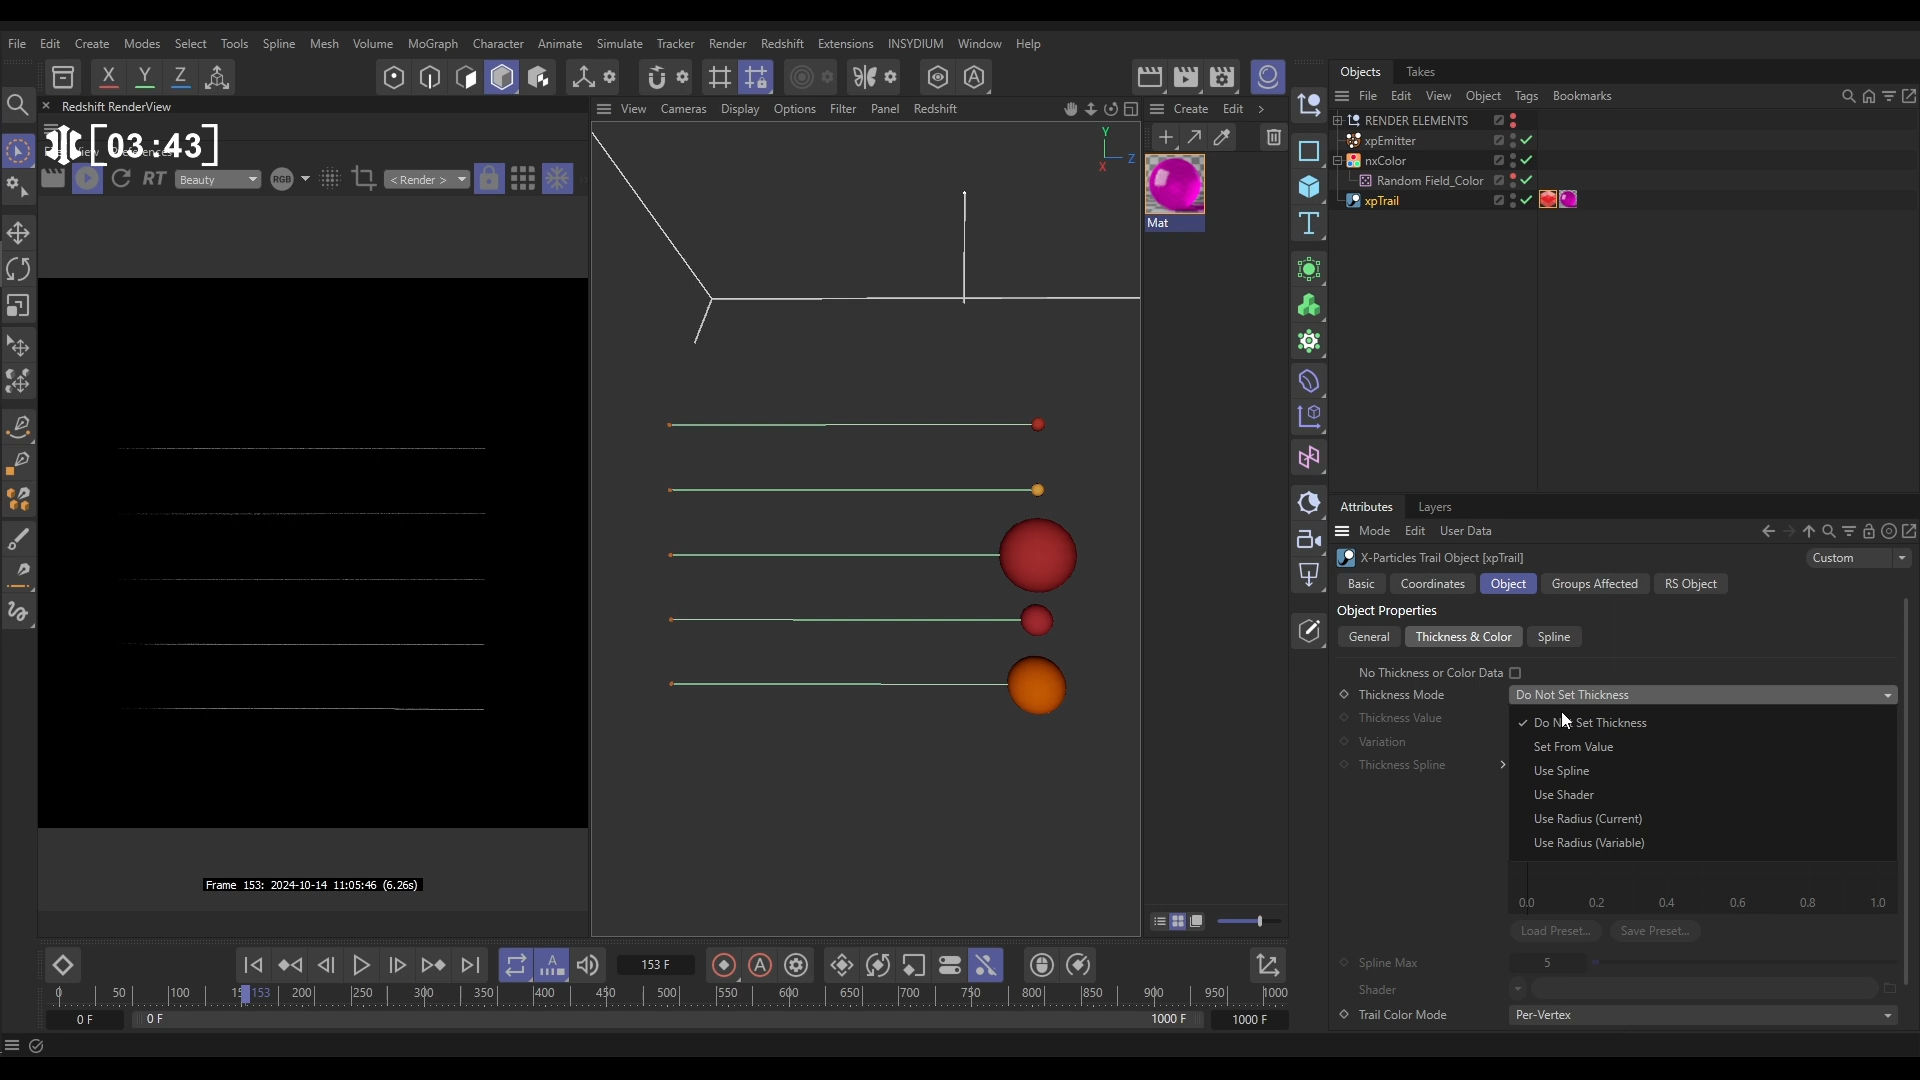 File Edit Create Modes Select Tools Spline Mesh Volume MoGraph Character Animate Simulate Tracker Render Redshift Extensions INSYDIUM Window Help
Objects Takes
X Y Z
File Edit View Object Tags Bookmarks
Redshift RenderView
View Cameras Display Options Filter Panel Redshift
Create Edit
[03:43]
RT Beauty RGB < Render >
Y
Z
X
Mat
RENDER ELEMENTS
xpEmitter
nxColor
Random Field_Color
xpTrail
Attributes Layers
Mode Edit User Data
X-Particles Trail Object [xpTrail]
Custom
Basic Coordinates Object Groups Affected RS Object
Object Properties
General Thickness & Color Spline
No Thickness or Color Data
Thickness Mode Do Not Set Thickness
Thickness Value
Variation
Thickness Spline
Do Not Set Thickness
Set From Value
Use Spline
Use Shader
Use Radius (Current)
Use Radius (Variable)
0.0 0.2 0.4 0.6 0.8 1.0
Load Preset... Save Preset...
Spline Max 5
Shader
Trail Color Mode Per-Vertex
Frame 153: 2024-10-14 11:05:46 (6.26s)
153 F
0 50 100 153 200 250 300 350 400 450 500 550 600 650 700 750 800 850 900 950 1000
0 F 0 F 1000 F 1000 F